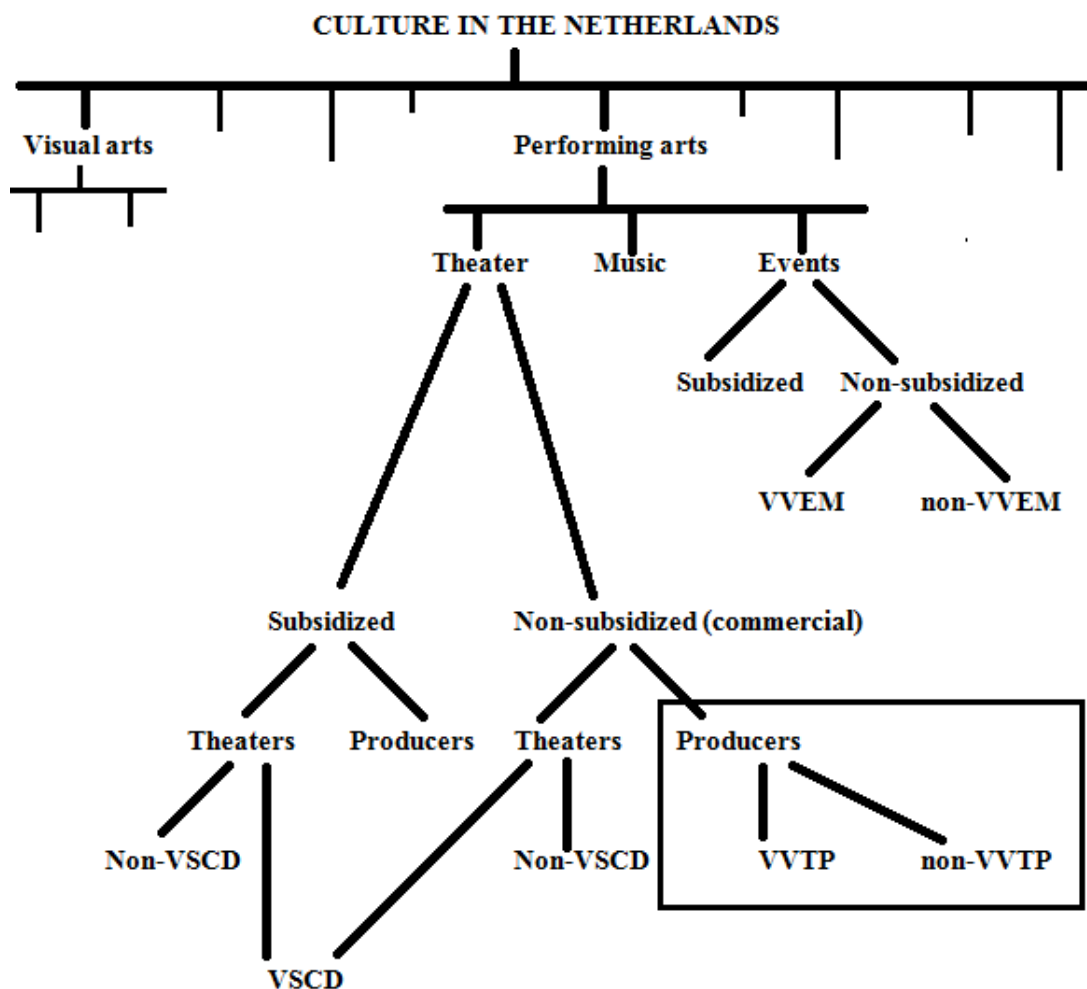 CULTURE IN THE NETHERLANDS
Visual arts
Performing arts
Theater
Music
Events
Subsidized
Non-subsidized
VVEM
non-VVEM
Subsidized
Non-subsidized (commercial)
Theaters
Producers
Theaters
Producers
Non-VSCD
Non-VSCD
VVTP
non-VVTP
VSCD